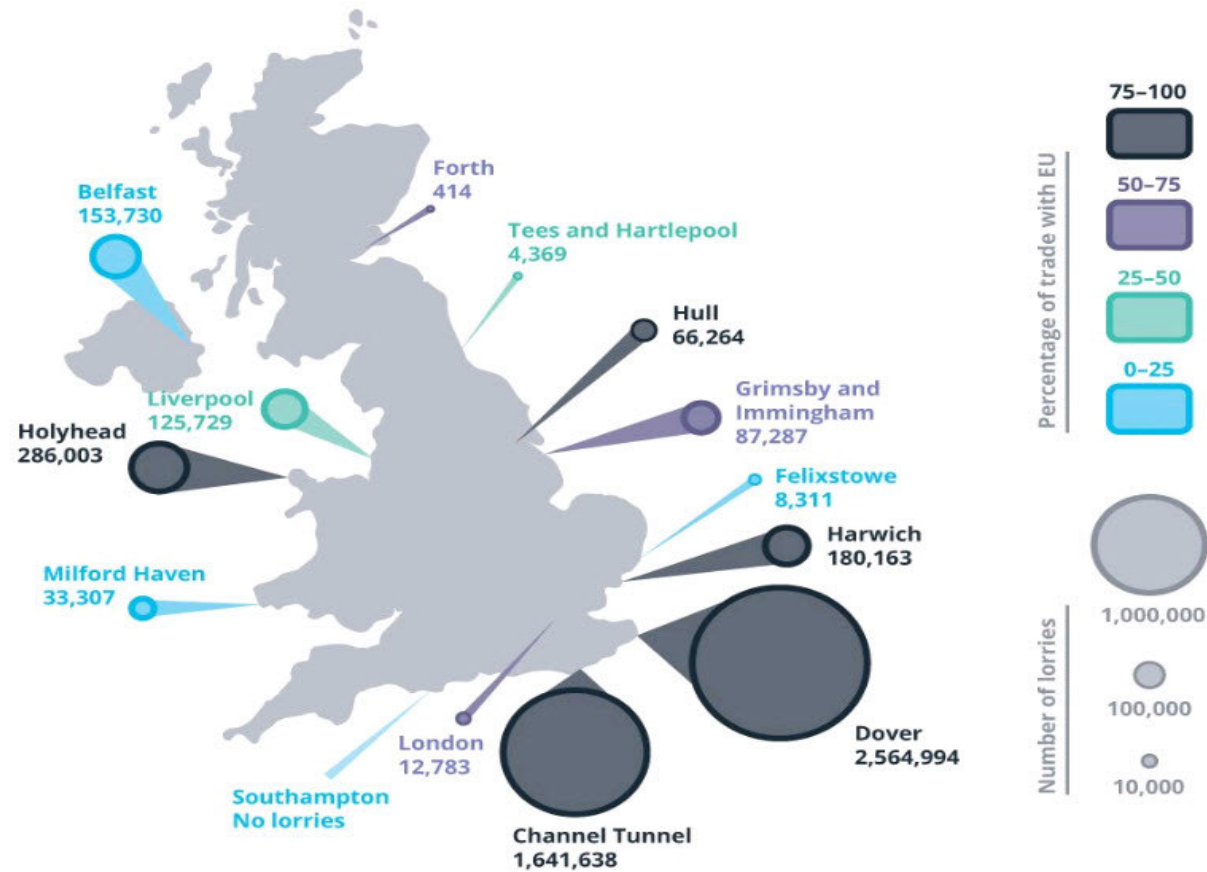 Forth
414
Belfast
153,730
Tees and Hartlepool
4,369
Hull
66,264
Liverpool
125,729
Grimsby and
Immingham
87,287
Holyhead
286,003
Felixstowe
8,311
Harwich
180,163
Milford Haven
33,307
Dover
2,564,994
London
12,783
Southampton
No lorries
Channel Tunnel
1,641,638
Percentage of trade with EU
75–100
50–75
25–50
0–25
Number of lorries
1,000,000
100,000
10,000